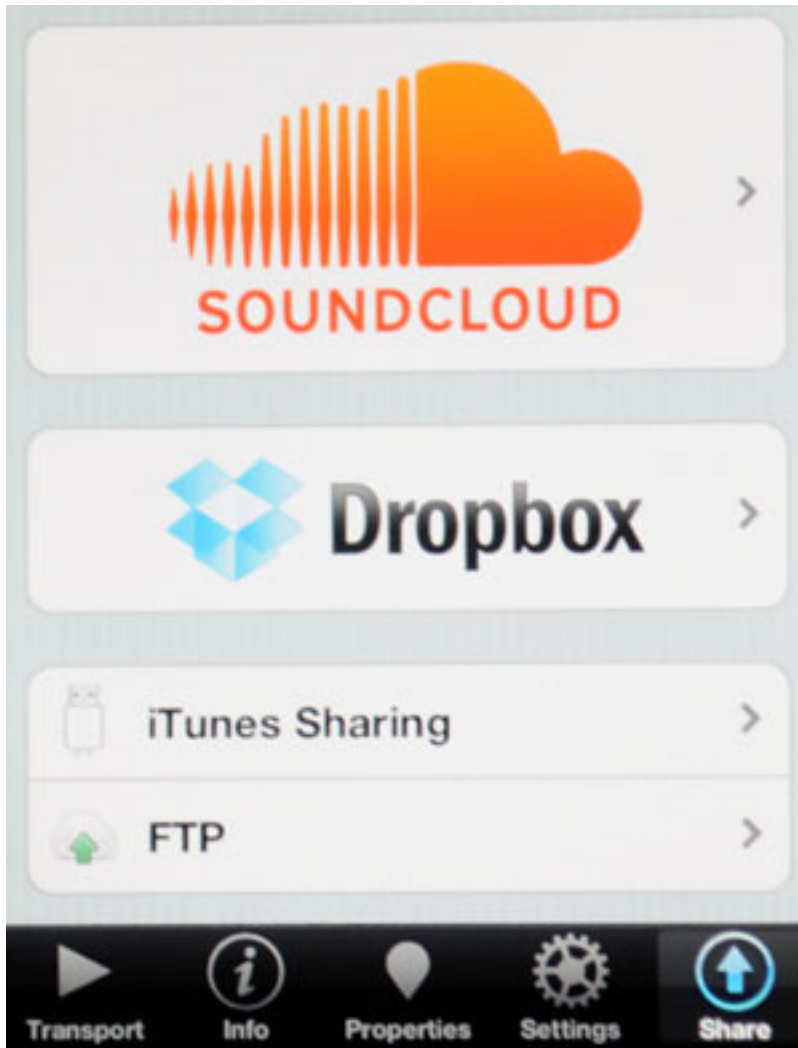 SOUNDCLOUD
Dropbox
iTunes Sharing
FTP
Transport Info Properties Settings Share